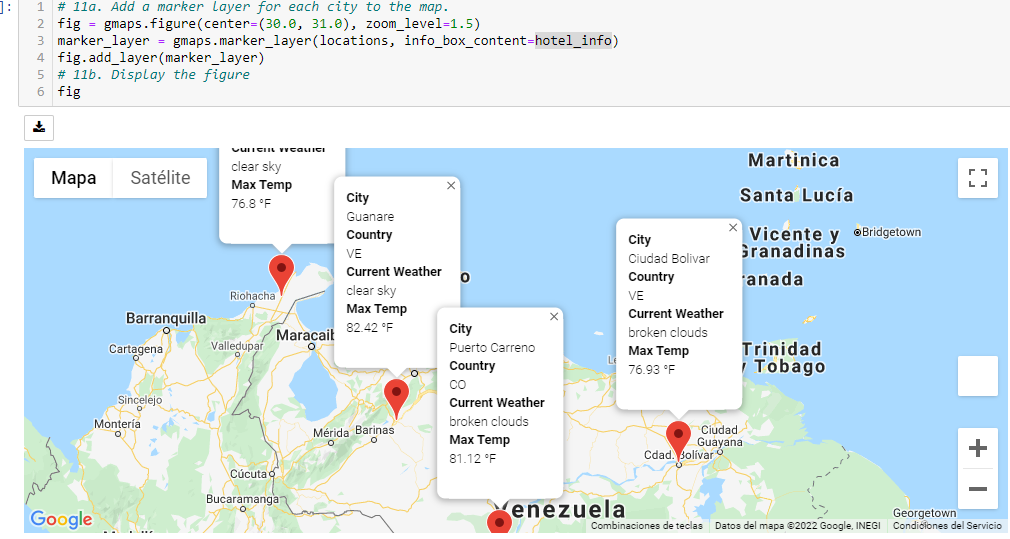 ]:
1 # 11a. Add a marker layer for each city to the map.
2 fig = gmaps.figure(center=(30.0, 31.0), zoom_level=1.5)
3 marker_layer = gmaps.marker_layer(locations, info_box_content=hotel_info)
4 fig.add_layer(marker_layer)
5 # 11b. Display the figure
6 fig
Mapa Satélite
Current Weather
clear sky
Max Temp
76.8 °F
City
Guanare
Country
VE
Current Weather
clear sky
Max Temp
82.42 °F
City
Puerto Carreno
Country
CO
Current Weather
broken clouds
Max Temp
81.12 °F
City
Ciudad Bolivar
Country
VE
Current Weather
broken clouds
Max Temp
76.93 °F
Martinica
Santa Lucía
Vicente y
Granadinas
Bridgetown
ranada
Trinidad
y Tobago
o
Riohacha
Barranquilla
Cartagena
Valledupar
Maracaib
Sincelejo
Montería
Mérida
Barinas
Cúcuta
Bucaramanga
Ciudad
Guayana
Cdad. Bolívar
enezuela
Georgetown
Google
Combinaciones de teclas
Datos del mapa ©2022 Google, INEGI
Condiciones del Servicio